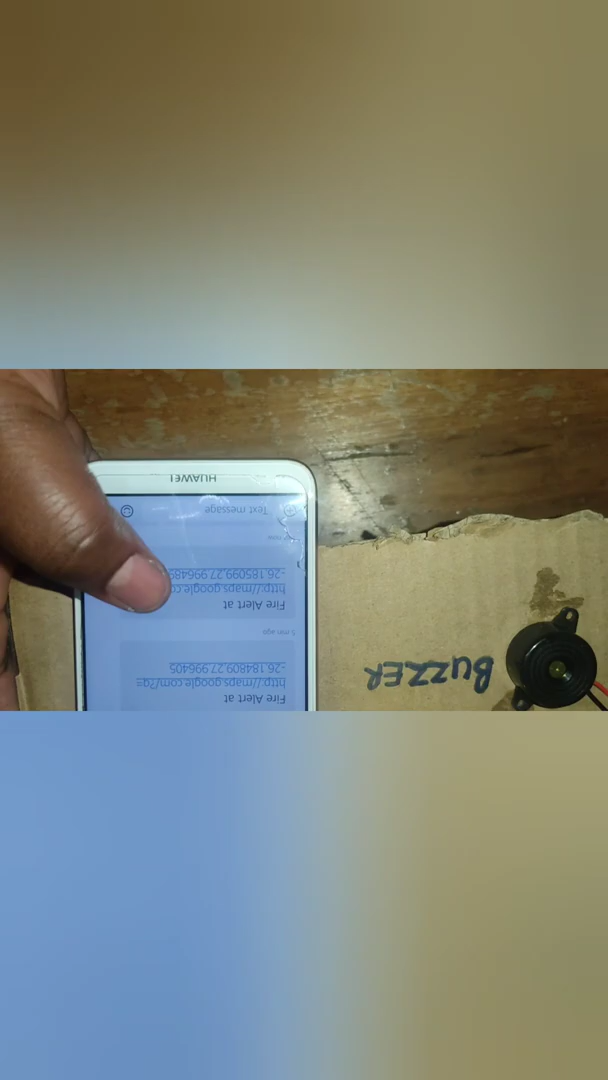 BUZZER
Fire Alert at
http://maps.google.com/?q=
-26.184809,27.996405
5 min ago
Fire Alert at
http://maps.google.co
-26.185099,27.99648
now
Text message
HUAWEI